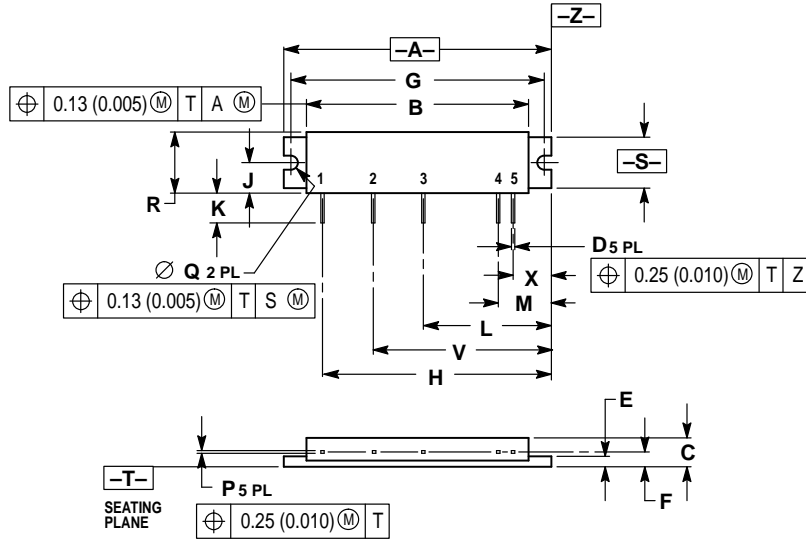 –Z–
–A–
G
⌖ 0.13 (0.005) Ⓜ T A Ⓜ
B
–S–
J
1 2 3 4 5
R
K
D 5 PL
∅ Q 2 PL
X
⌖ 0.25 (0.010) Ⓜ T Z
⌖ 0.13 (0.005) Ⓜ T S Ⓜ
M
L
V
H
E
C
–T–
P 5 PL
F
SEATING
PLANE
⌖ 0.25 (0.010) Ⓜ T